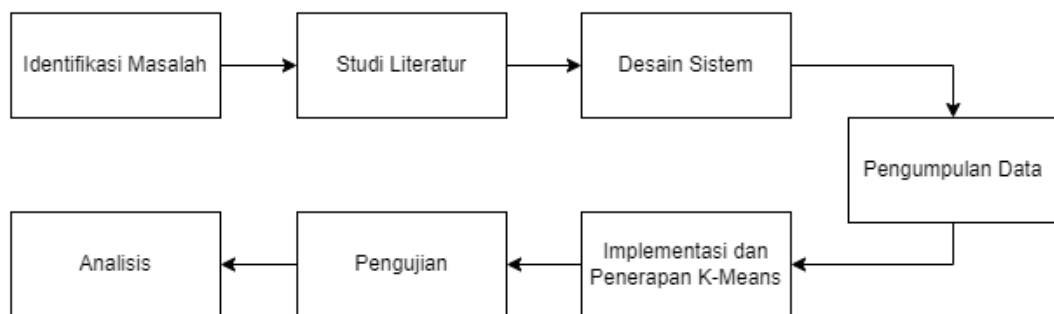 Identifikasi Masalah
Studi Literatur
Desain Sistem
Pengumpulan Data
Implementasi dan
Penerapan K-Means
Pengujian
Analisis